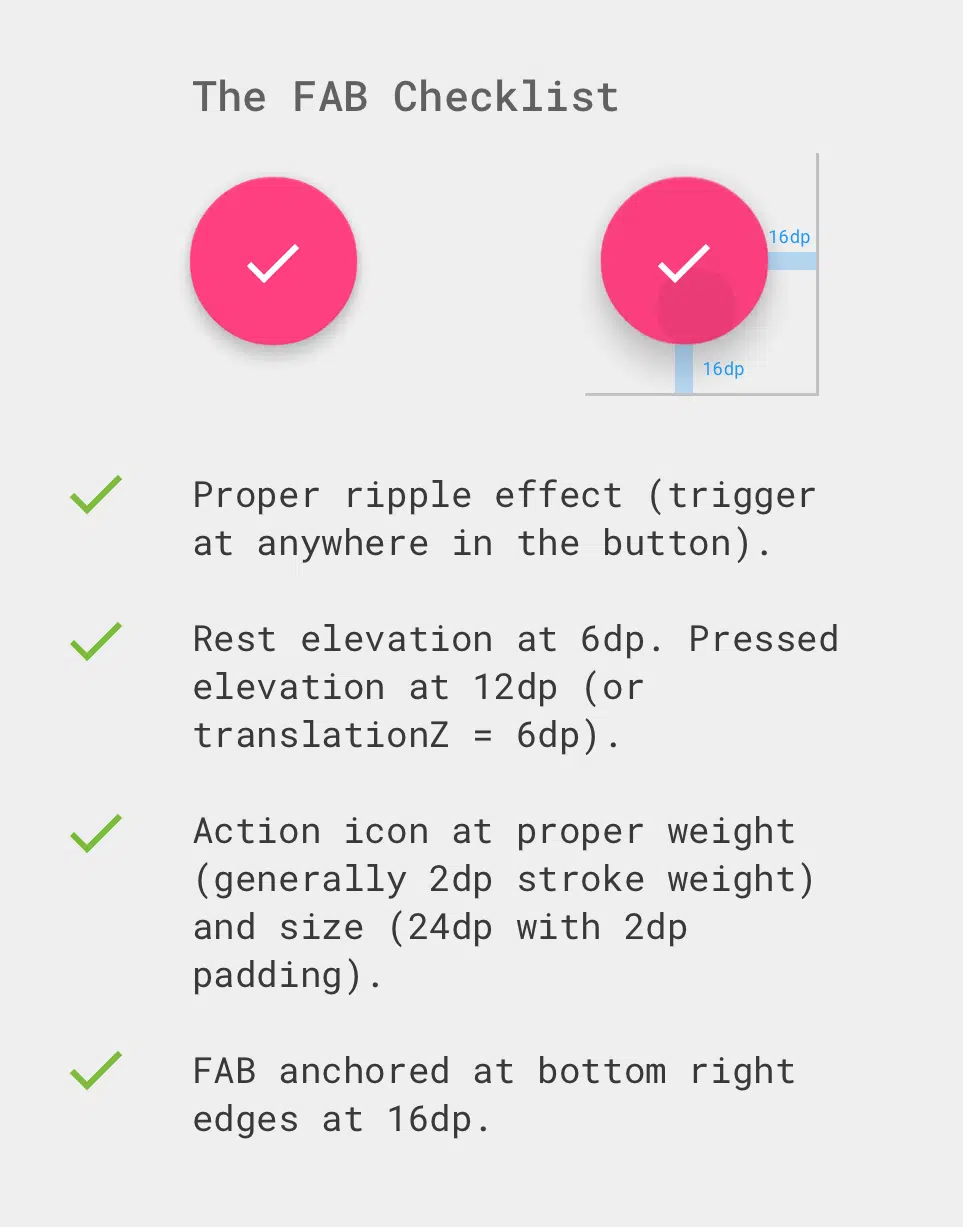 The FAB Checklist
16dp
16dp
Proper ripple effect (trigger
at anywhere in the button).
Rest elevation at 6dp. Pressed
elevation at 12dp (or
translationZ = 6dp).
Action icon at proper weight
(generally 2dp stroke weight)
and size (24dp with 2dp
padding).
FAB anchored at bottom right
edges at 16dp.